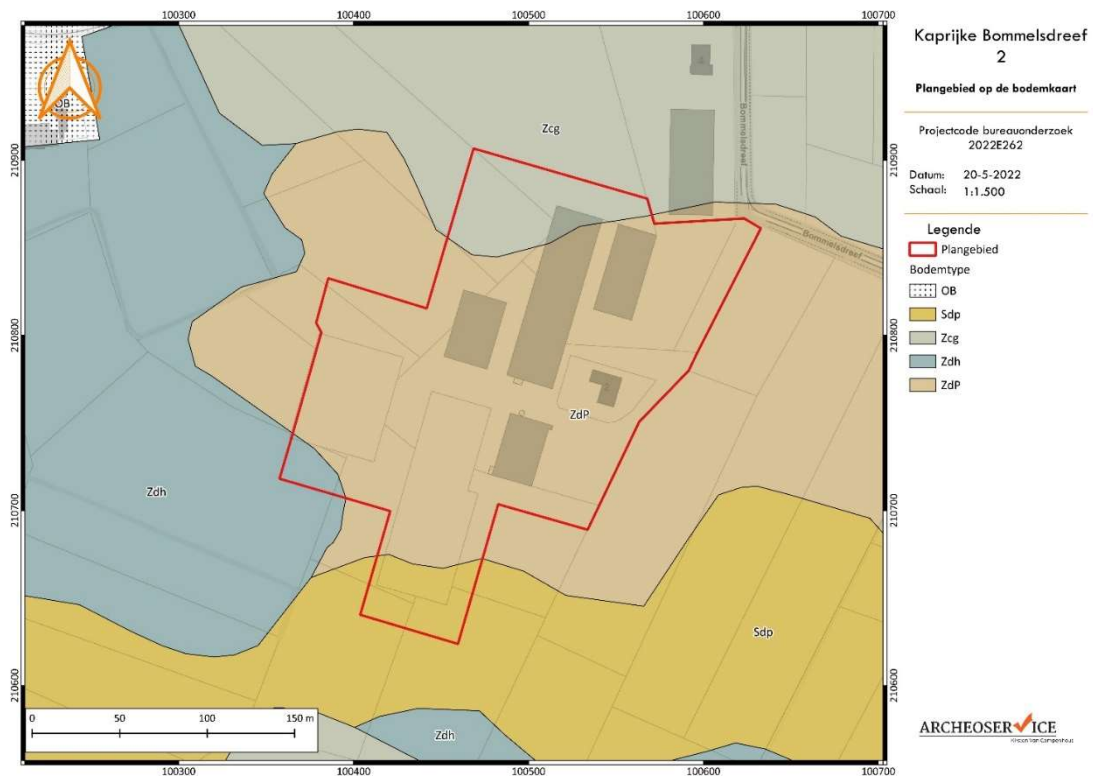 100300 100400 100500 100600 100700
Kaprijke Bommelsdreef
2
Plangebied op de bodemkaart
Projectcode bureauonderzoek
2022E262
Datum: 20-5-2022
Schaal: 1:1.500
Legende
Plangebied
Bodemtype
OB
Sdp
Zcg
Zdh
ZdP
OB
Zcg
Bommelsdreef
Bommelsdreef
210900 210900
210800 210800
ZdP
210700 210700
Zdh
Sdp
210600 210600
Zdh
0 50 100 150 m
100300 100400 100500 100600 100700
ARCHEOSERVICE